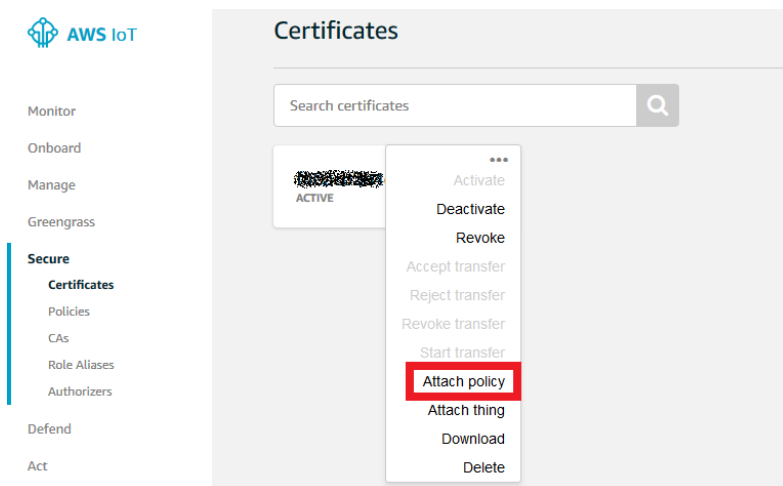 AWS IoT
Monitor
Onboard
Manage
Greengrass
Secure
Certificates
Policies
CAs
Role Aliases
Authorizers
Defend
Act
Certificates
Search certificates
ACTIVE
Activate
Deactivate
Revoke
Accept transfer
Reject transfer
Revoke transfer
Start transfer
Attach policy
Attach thing
Download
Delete